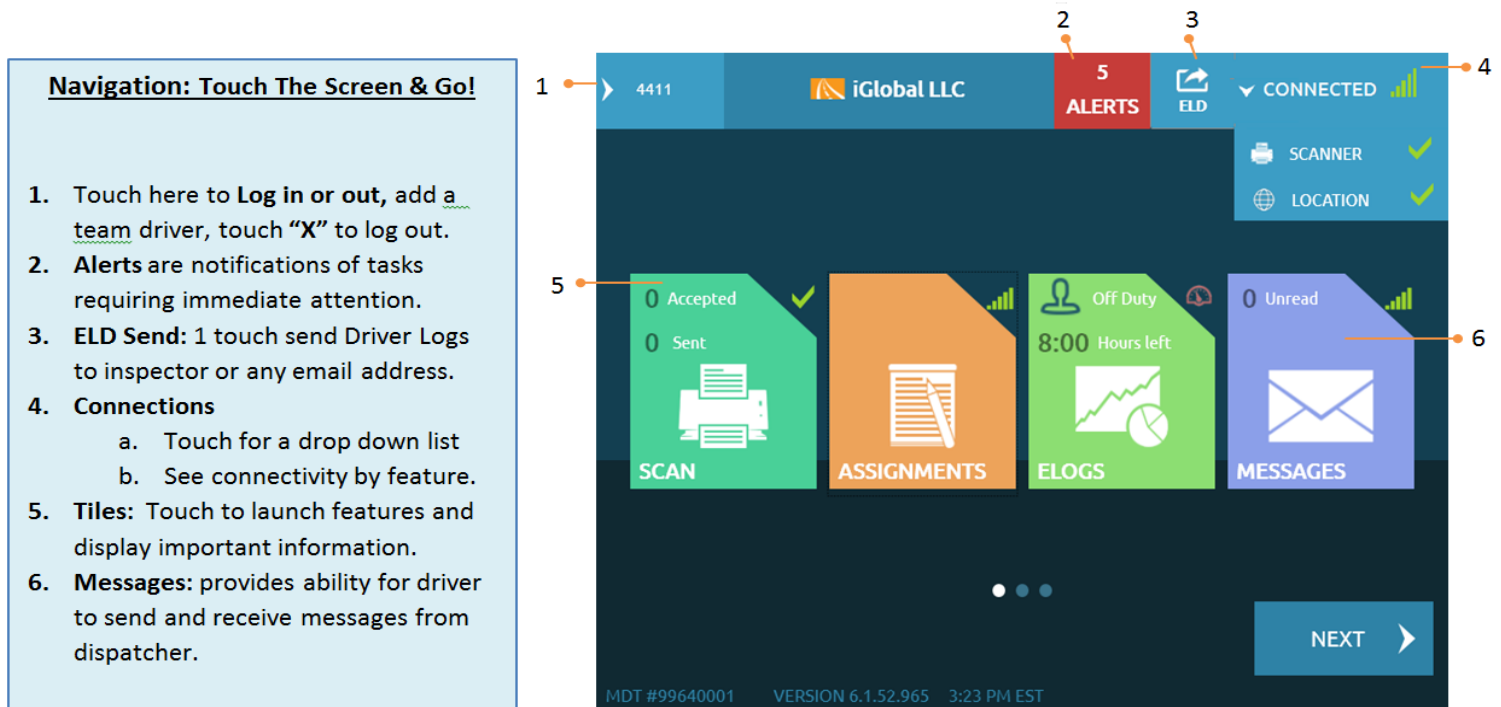 Navigation: Touch The Screen & Go!
1. Touch here to Log in or out, add a
team driver, touch “X” to log out.
2. Alerts are notifications of tasks
requiring immediate attention.
3. ELD Send: 1 touch send Driver Logs
to inspector or any email address.
4. Connections
a. Touch for a drop down list
b. See connectivity by feature.
5. Tiles: Touch to launch features and
display important information.
6. Messages: provides ability for driver
to send and receive messages from
dispatcher.
2
3
1
4
4411
iGlobal LLC
5
ALERTS
ELD
CONNECTED
SCANNER
LOCATION
5
0 Accepted
0 Sent
SCAN
ASSIGNMENTS
Off Duty
8:00 Hours left
ELOGS
0 Unread
MESSAGES
6
NEXT
MDT #99640001 VERSION 6.1.52.965 3:23 PM EST